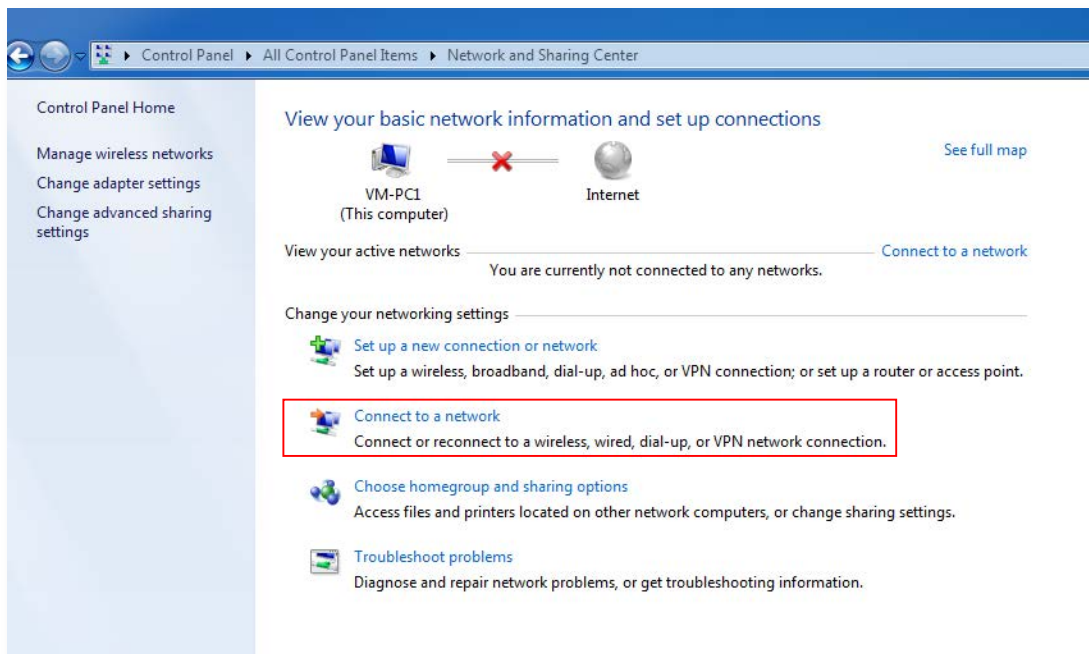 Control Panel ▸ All Control Panel Items ▸ Network and Sharing Center
Control Panel Home
Manage wireless networks
Change adapter settings
Change advanced sharing
settings
View your basic network information and set up connections
See full map
VM-PC1
(This computer)
Internet
View your active networks
Connect to a network
You are currently not connected to any networks.
Change your networking settings
Set up a new connection or network
Set up a wireless, broadband, dial-up, ad hoc, or VPN connection; or set up a router or access point.
Connect to a network
Connect or reconnect to a wireless, wired, dial-up, or VPN network connection.
Choose homegroup and sharing options
Access files and printers located on other network computers, or change sharing settings.
Troubleshoot problems
Diagnose and repair network problems, or get troubleshooting information.